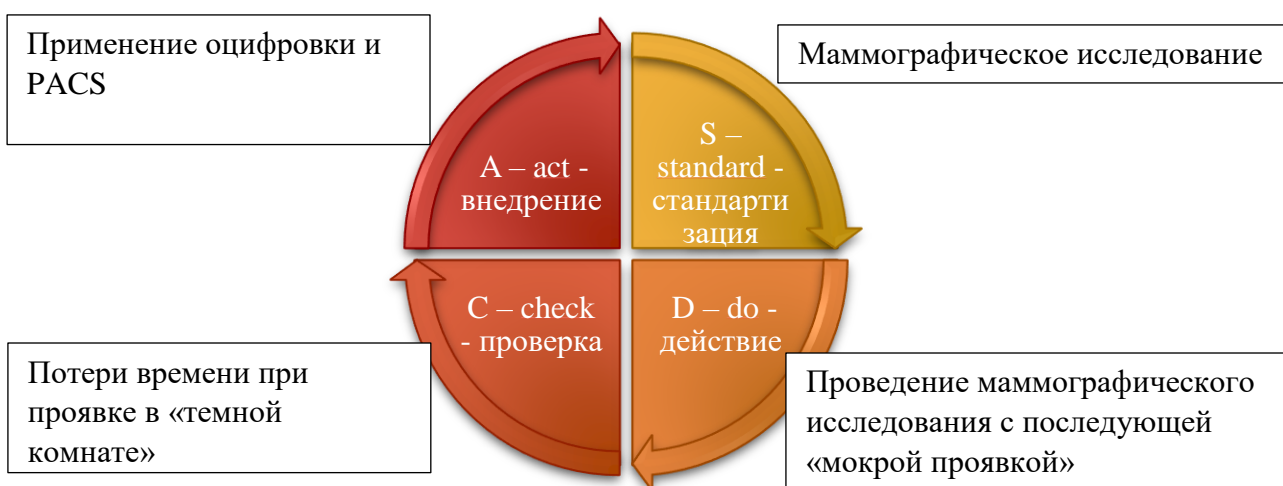 Применение оцифровки и
PACS
Маммографическое исследование
A – act -
внедрение
S –
standard -
стандарти
зация
C – check
- проверка
D – do -
действие
Потери времени при
проявке в «темной
комнате»
Проведение маммографического
исследования с последующей
«мокрой проявкой»